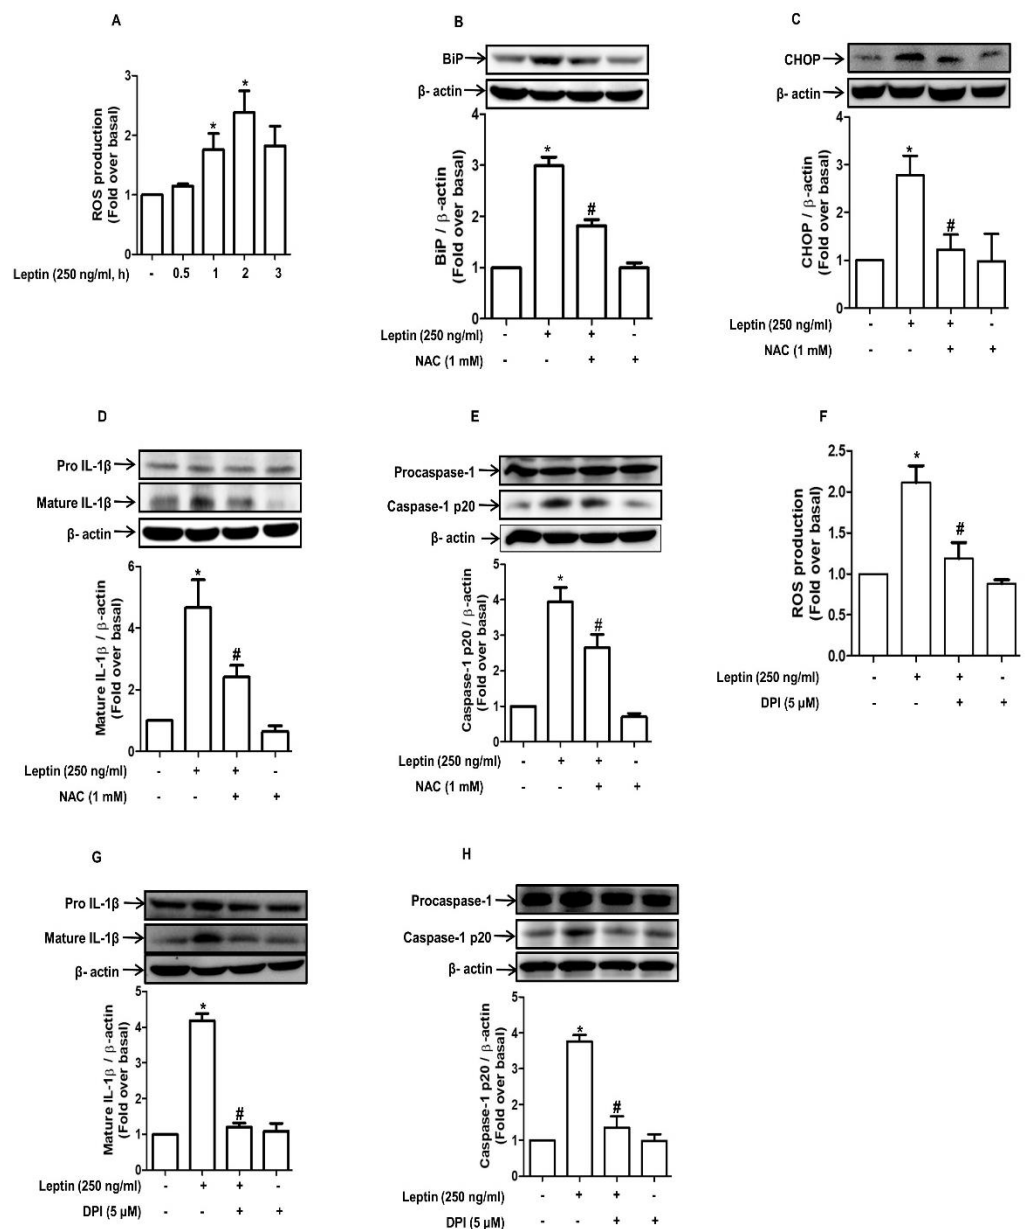 A
ROS production
(Fold over basal)
3
2
1
0
Leptin (250 ng/ml, h)
- 0.5 1 2 3
* *
B
BiP
β- actin
BiP / β-actin
(Fold over basal)
4
3
2
1
0
* #
Leptin (250 ng/ml) - + + -
NAC (1 mM) - - + +
C
CHOP
β- actin
CHOP / β-actin
(Fold over basal)
4
3
2
1
0
* #
Leptin (250 ng/ml) - + + -
NAC (1 mM) - - + +
D
Pro IL-1β
Mature IL-1β
β- actin
Mature IL-1β / β-actin
(Fold over basal)
6
4
2
0
* #
Leptin (250 ng/ml) - + + -
NAC (1 mM) - - + +
E
Procaspase-1
Caspase-1 p20
β- actin
Caspase-1 p20 / β-actin
(Fold over basal)
5
4
3
2
1
0
* #
Leptin (250 ng/ml) - + + -
NAC (1 mM) - - + +
F
ROS production
(Fold over basal)
2.5
2.0
1.5
1.0
0.5
0.0
* #
Leptin (250 ng/ml) - + + -
DPI (5 µM) - - + +
G
Pro IL-1β
Mature IL-1β
β- actin
Mature IL-1β / β-actin
(Fold over basal)
5
4
3
2
1
0
* #
Leptin (250 ng/ml) - + + -
DPI (5 µM) - - + +
H
Procaspase-1
Caspase-1 p20
β- actin
Caspase-1 p20 / β-actin
(Fold over basal)
5
4
3
2
1
0
* #
Leptin (250 ng/ml) - + + -
DPI (5 µM) - - + +